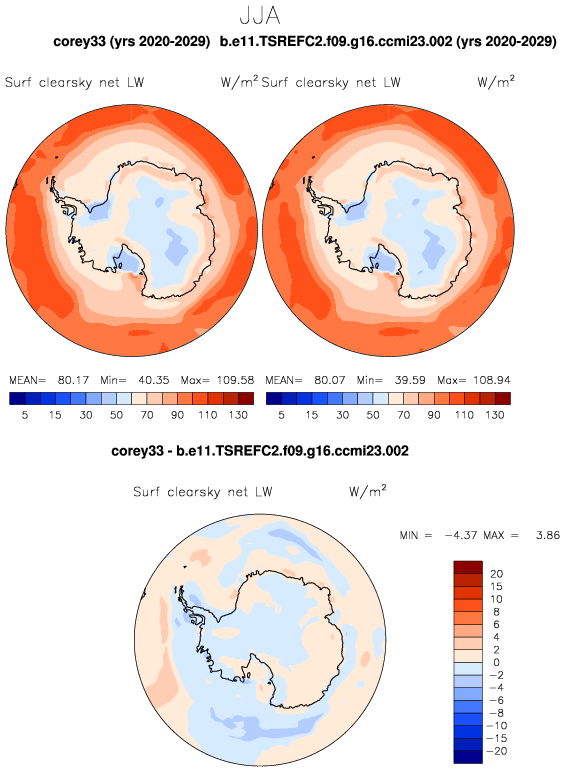 JJA
corey33 (yrs 2020-2029) b.e11.TSREFC2.f09.g16.ccmi23.002 (yrs 2020-2029)
Surf clearsky net LW W/m² Surf clearsky net LW W/m²
MEAN= 80.17 Min= 40.35 Max= 109.58 MEAN= 80.07 Min= 39.59 Max= 108.94
5 15 30 50 70 90 110 130 5 15 30 50 70 90 110 130
corey33 - b.e11.TSREFC2.f09.g16.ccmi23.002
Surf clearsky net LW W/m²
MIN = −4.37 MAX = 3.86
20
15
10
8
6
4
2
0
−2
−4
−6
−8
−10
−15
−20